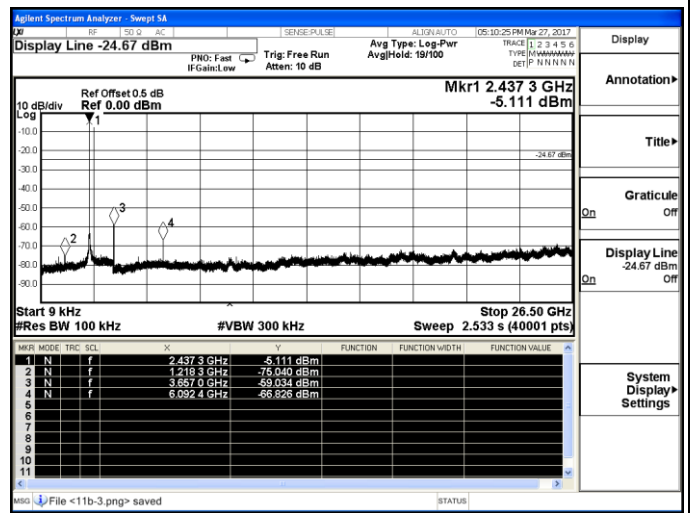 Agilent Spectrum Analyzer - Swept SA
RF 50 Ω AC SENSE:PULSE ALIGN AUTO 05:10:25 PM Mar 27, 2017
Display Line -24.67 dBm
PNO: Fast
IFGain:Low
Trig: Free Run
Atten: 10 dB
Avg Type: Log-Pwr
Avg|Hold: 19/100
TRACE 1 2 3 4 5 6
TYPE M
DET P N N N N N
Mkr1 2.437 3 GHz
-5.111 dBm
Ref Offset 0.5 dB
10 dB/div Ref 0.00 dBm
Log
1
-10.0
-20.0
-24.67 dBm
-30.0
-40.0
-50.0
3
-60.0
4
-70.0
2
-80.0
-90.0
Start 9 kHz Stop 26.50 GHz
#Res BW 100 kHz #VBW 300 kHz Sweep 2.533 s (40001 pts)
MKR MODE TRC SCL X Y FUNCTION FUNCTION WIDTH FUNCTION VALUE
1 N f 2.437 3 GHz -5.111 dBm
2 N f 1.218 3 GHz -75.040 dBm
3 N f 3.657 0 GHz -59.034 dBm
4 N f 6.092 4 GHz -66.826 dBm
5
6
7
8
9
10
11
MSG File <11b-3.png> saved STATUS
Display
Annotation
Title
Graticule
On Off
Display Line
-24.67 dBm
On Off
System
Display
Settings